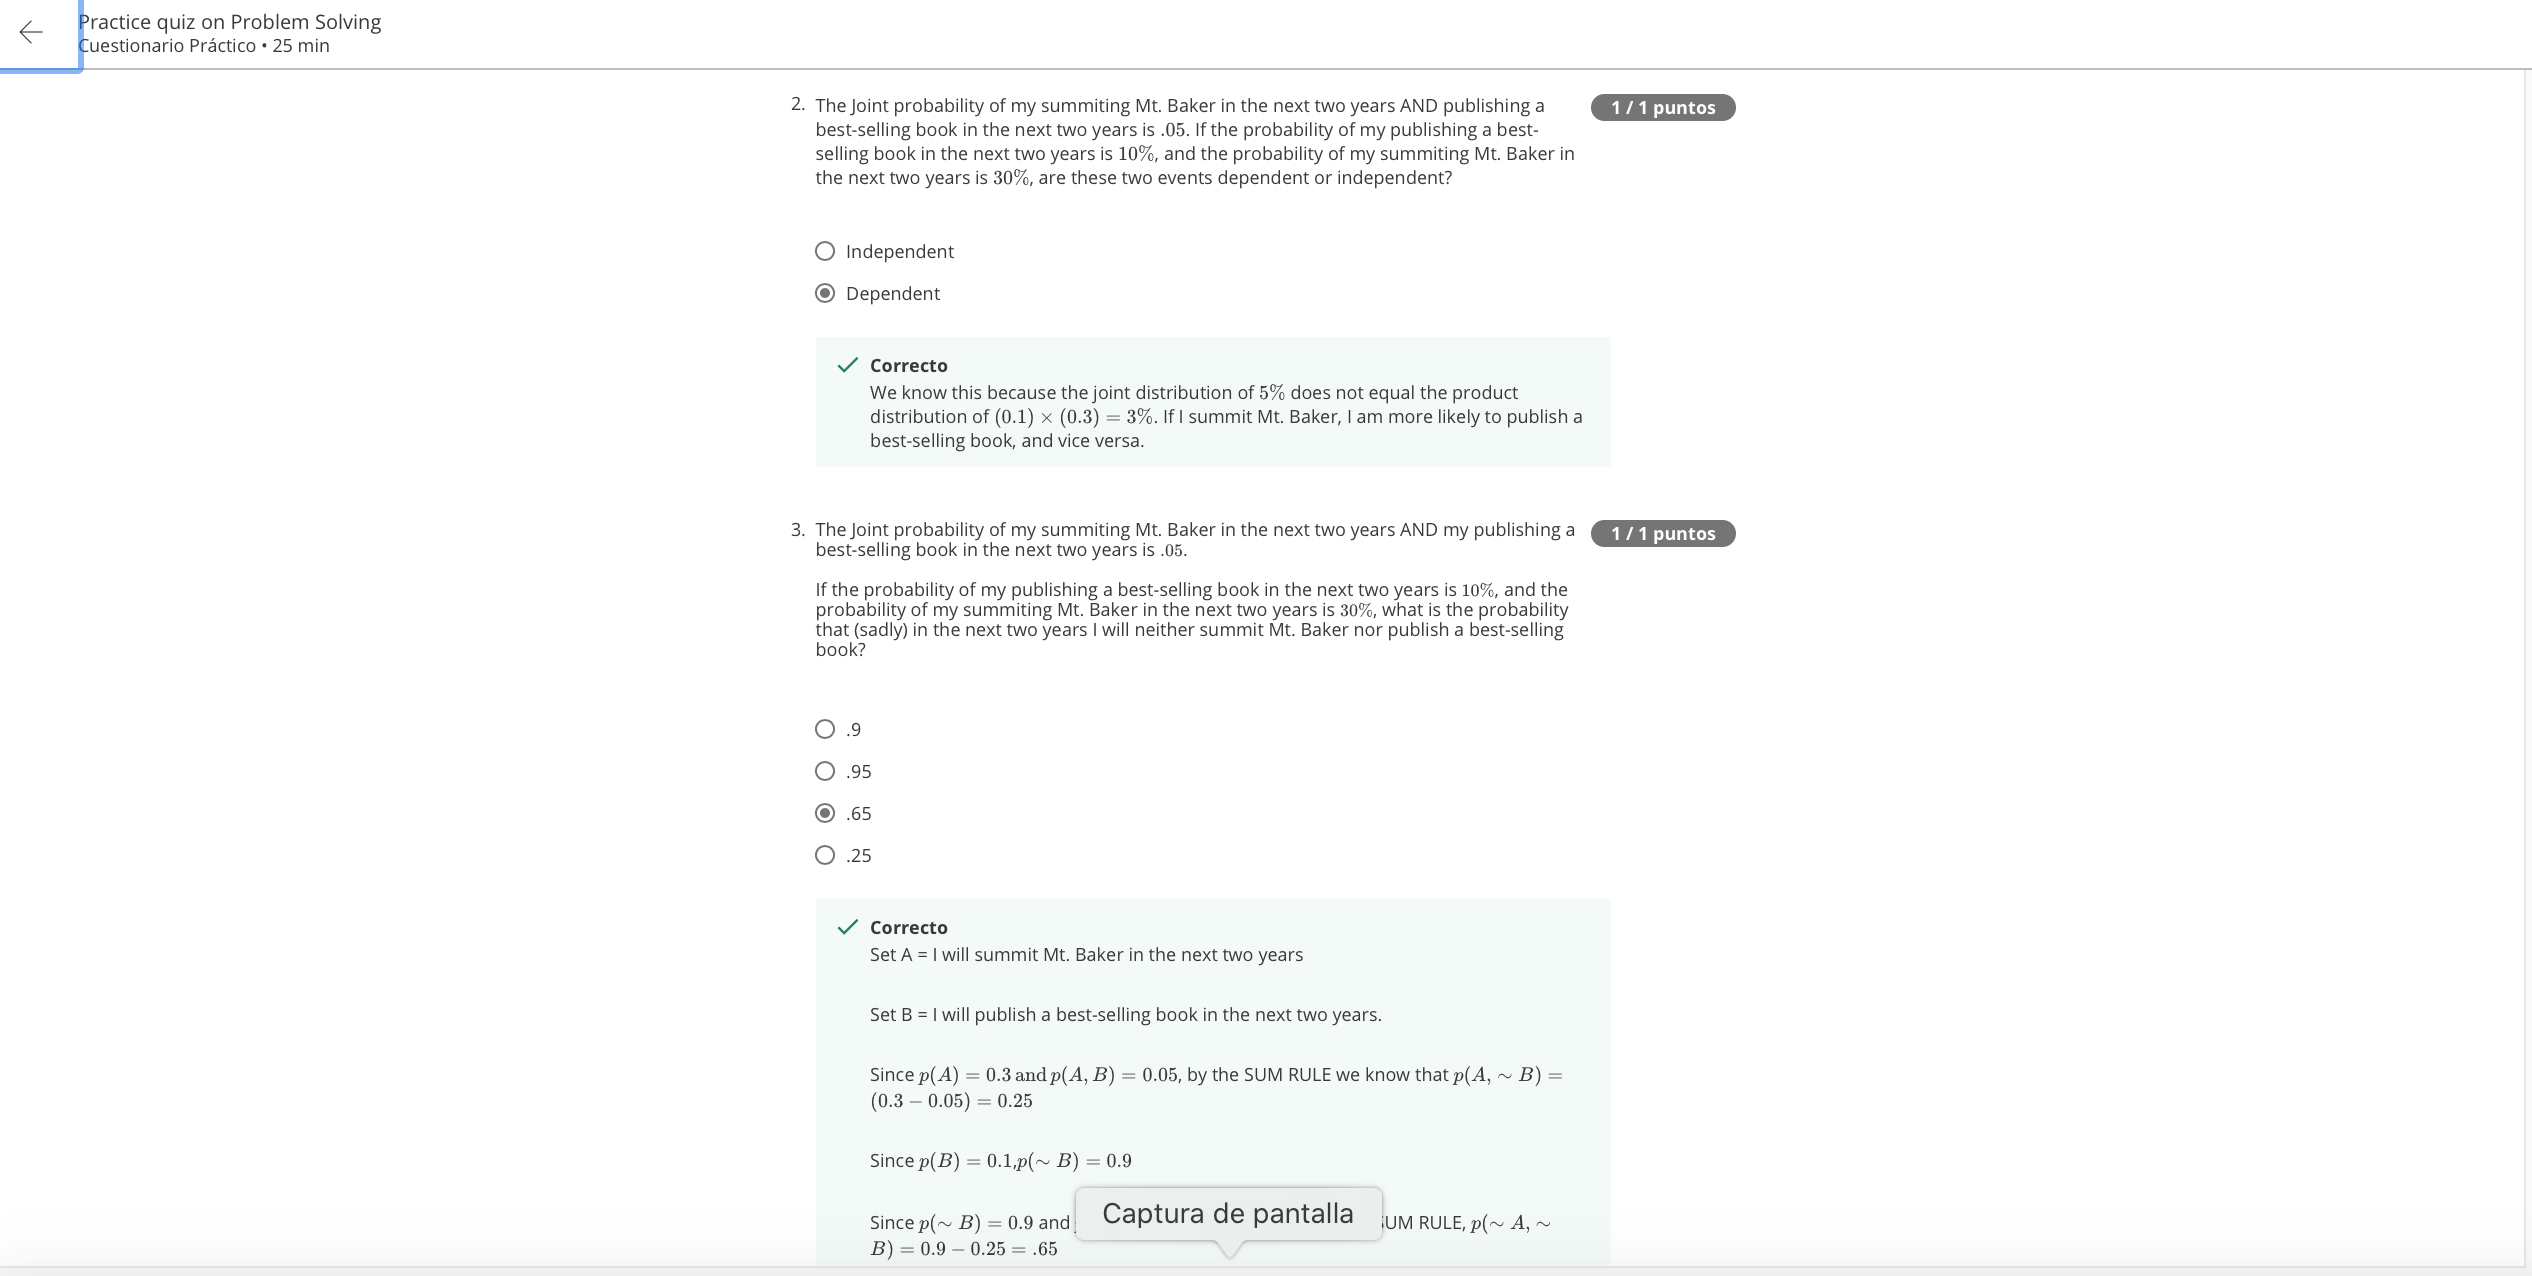 Practice quiz on Problem Solving
Cuestionario Práctico • 25 min
2. The Joint probability of my summiting Mt. Baker in the next two years AND publishing a
best-selling book in the next two years is .05. If the probability of my publishing a best-
selling book in the next two years is 10%, and the probability of my summiting Mt. Baker in
the next two years is 30%, are these two events dependent or independent?
1 / 1 puntos
Independent
Dependent
Correcto
We know this because the joint distribution of 5% does not equal the product
distribution of (0.1) × (0.3) = 3%. If I summit Mt. Baker, I am more likely to publish a
best-selling book, and vice versa.
3. The Joint probability of my summiting Mt. Baker in the next two years AND my publishing a
best-selling book in the next two years is .05.
1 / 1 puntos
If the probability of my publishing a best-selling book in the next two years is 10%, and the
probability of my summiting Mt. Baker in the next two years is 30%, what is the probability
that (sadly) in the next two years I will neither summit Mt. Baker nor publish a best-selling
book?
.9
.95
.65
.25
Correcto
Set A = I will summit Mt. Baker in the next two years
Set B = I will publish a best-selling book in the next two years.
Since p(A) = 0.3 and p(A, B) = 0.05, by the SUM RULE we know that p(A, ∼ B) =
(0.3 − 0.05) = 0.25
Since p(B) = 0.1,p(∼ B) = 0.9
Since p(∼ B) = 0.9 and SUM RULE, p(∼ A, ∼
B) = 0.9 − 0.25 = .65
Captura de pantalla